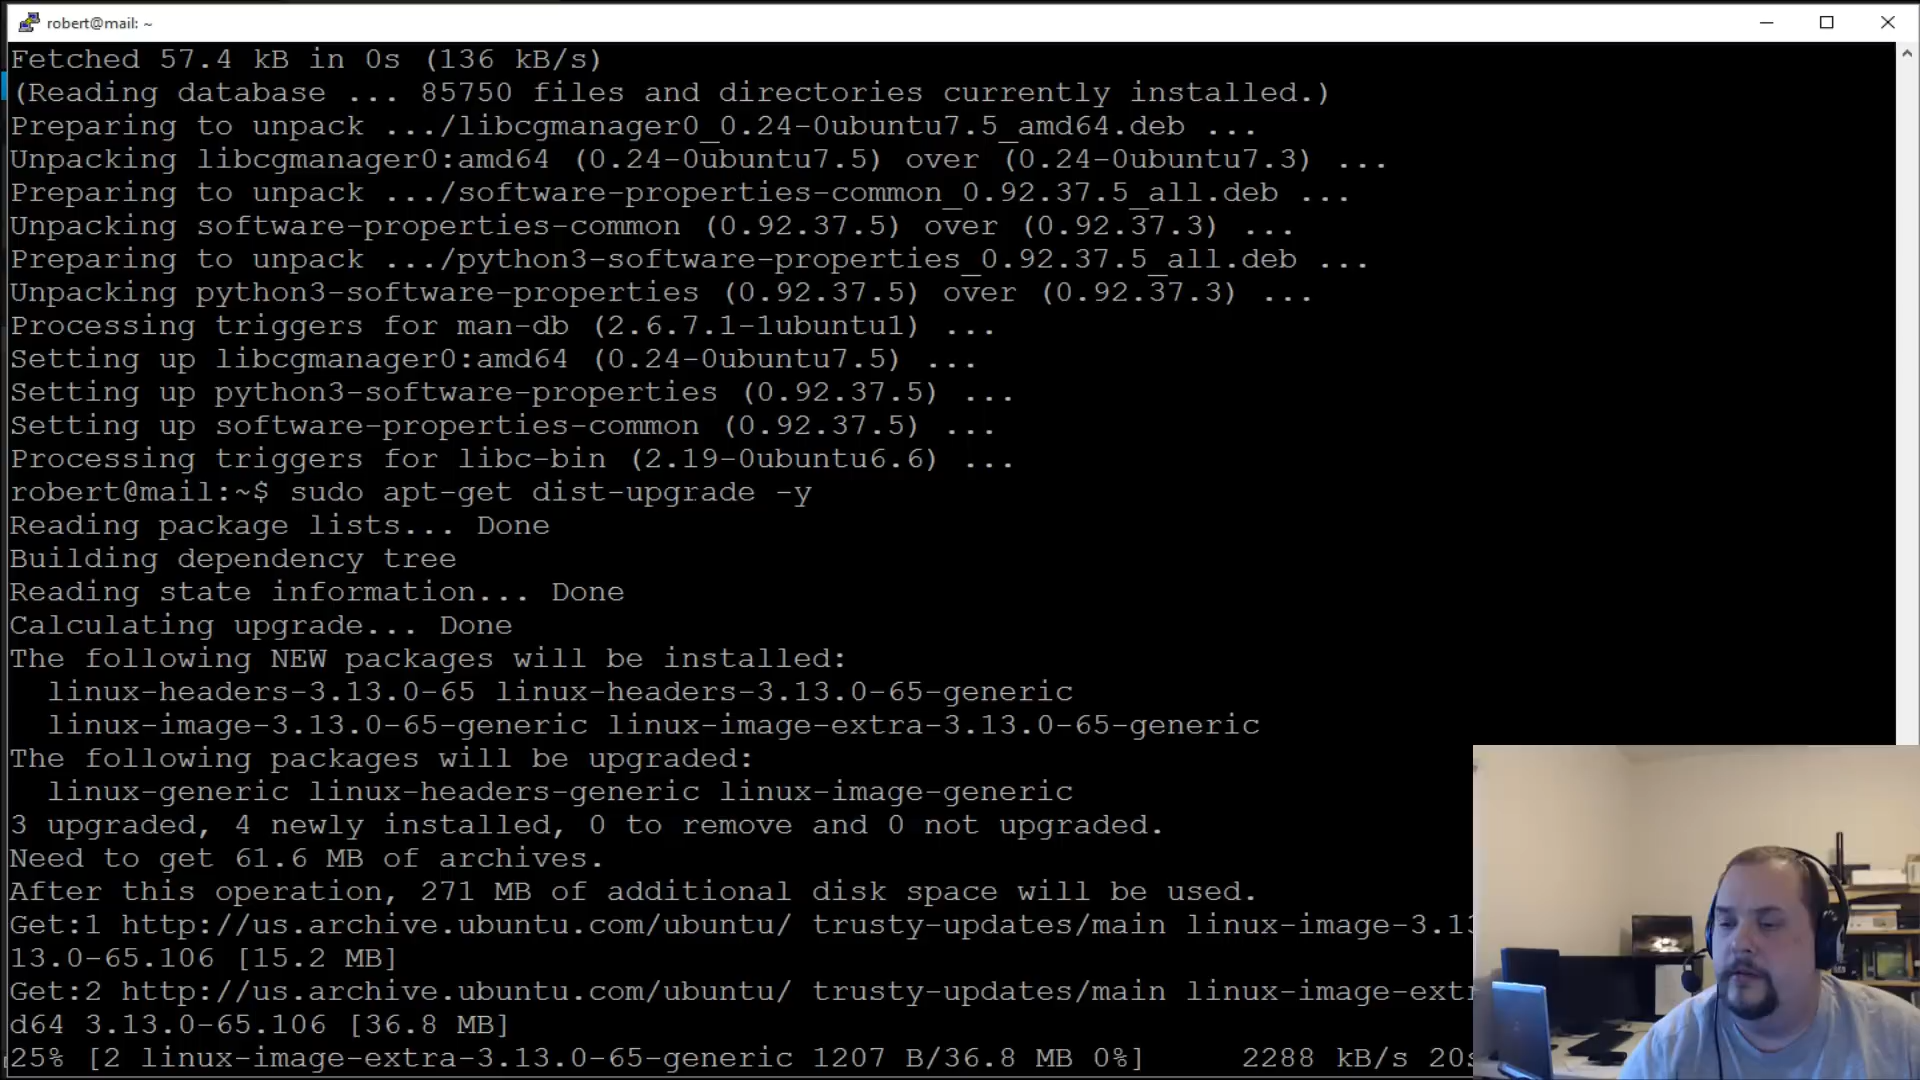 robert@mail: ~
Fetched 57.4 kB in 0s (136 kB/s)
(Reading database ... 85750 files and directories currently installed.)
Preparing to unpack .../libcgmanager0_0.24-0ubuntu7.5_amd64.deb ...
Unpacking libcgmanager0:amd64 (0.24-0ubuntu7.5) over (0.24-0ubuntu7.3) ...
Preparing to unpack .../software-properties-common_0.92.37.5_all.deb ...
Unpacking software-properties-common (0.92.37.5) over (0.92.37.3) ...
Preparing to unpack .../python3-software-properties_0.92.37.5_all.deb ...
Unpacking python3-software-properties (0.92.37.5) over (0.92.37.3) ...
Processing triggers for man-db (2.6.7.1-1ubuntu1) ...
Setting up libcgmanager0:amd64 (0.24-0ubuntu7.5) ...
Setting up python3-software-properties (0.92.37.5) ...
Setting up software-properties-common (0.92.37.5) ...
Processing triggers for libc-bin (2.19-0ubuntu6.6) ...
robert@mail:~$ sudo apt-get dist-upgrade -y
Reading package lists... Done
Building dependency tree
Reading state information... Done
Calculating upgrade... Done
The following NEW packages will be installed:
linux-headers-3.13.0-65 linux-headers-3.13.0-65-generic
linux-image-3.13.0-65-generic linux-image-extra-3.13.0-65-generic
The following packages will be upgraded:
linux-generic linux-headers-generic linux-image-generic
3 upgraded, 4 newly installed, 0 to remove and 0 not upgraded.
Need to get 61.6 MB of archives.
After this operation, 271 MB of additional disk space will be used.
Get:1 http://us.archive.ubuntu.com/ubuntu/ trusty-updates/main linux-image-3.13
13.0-65.106 [15.2 MB]
Get:2 http://us.archive.ubuntu.com/ubuntu/ trusty-updates/main linux-image-ext
d64 3.13.0-65.106 [36.8 MB]
25% [2 linux-image-extra-3.13.0-65-generic 1207 B/36.8 MB 0%] 2288 kB/s 20s